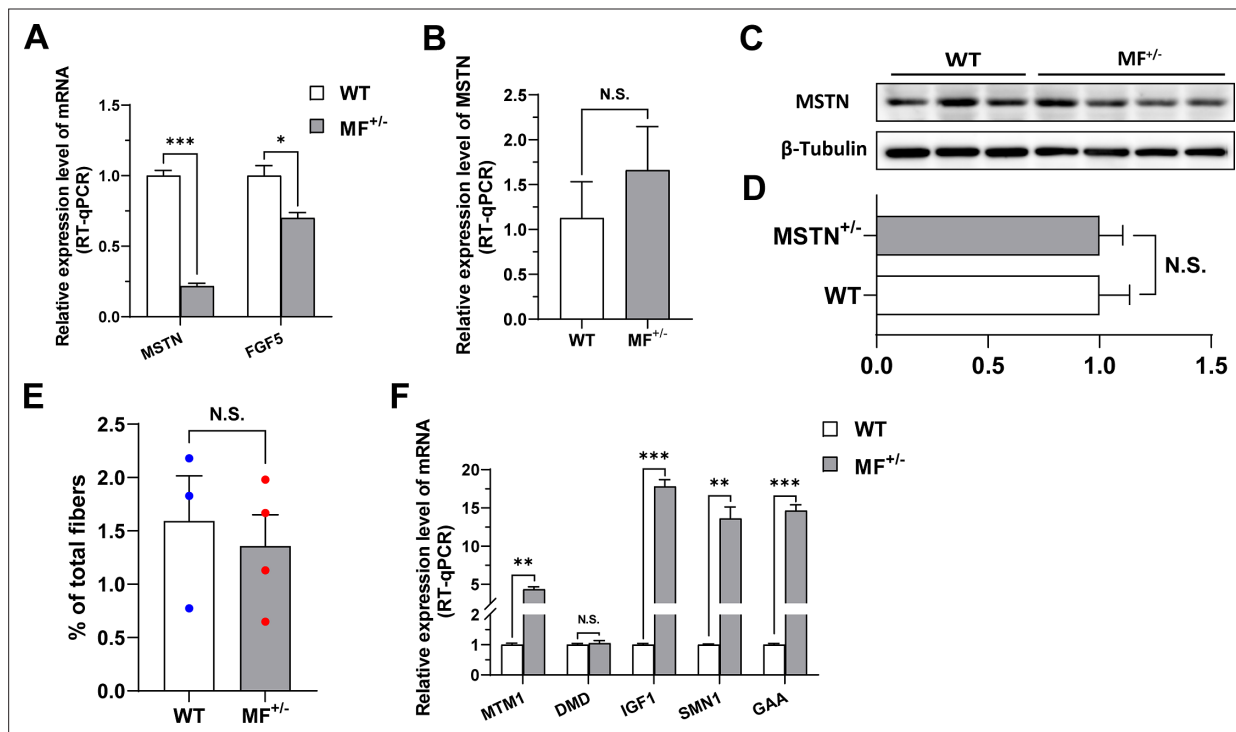 A
Relative expression level of mRNA
(RT-qPCR)
1.5
1.0
0.5
0.0
***
*
WT
MF+/-
MSTN
FGF5
B
Relative expression level of MSTN
(RT-qPCR)
2.5
2.0
1.5
1.0
0.5
0.0
N.S.
WT
MF+/-
C
WT
MF+/-
MSTN
β-Tubulin
D
MSTN+/-
WT
N.S.
0.0
0.5
1.0
1.5
E
% of total fibers
2.5
2.0
1.5
1.0
0.5
0.0
N.S.
WT
MF+/-
F
Relative expression level of mRNA
(RT-qPCR)
20
15
10
5
2
1
0
**
N.S.
***
**
***
WT
MF+/-
MTM1
DMD
IGF1
SMN1
GAA